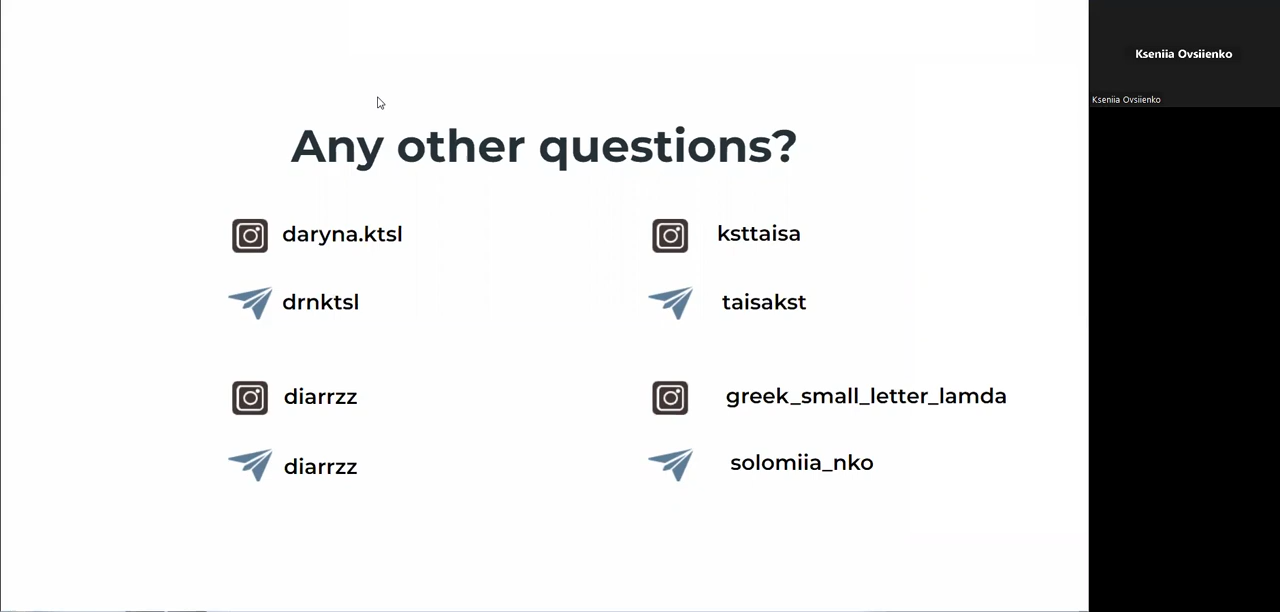 Any other questions?
daryna.ktsl
drnktsl
ksttaisa
taisakst
diarrzz
diarrzz
greek_small_letter_lamda
solomiia_nko
Kseniia Ovsiienko
Kseniia Ovsiienko